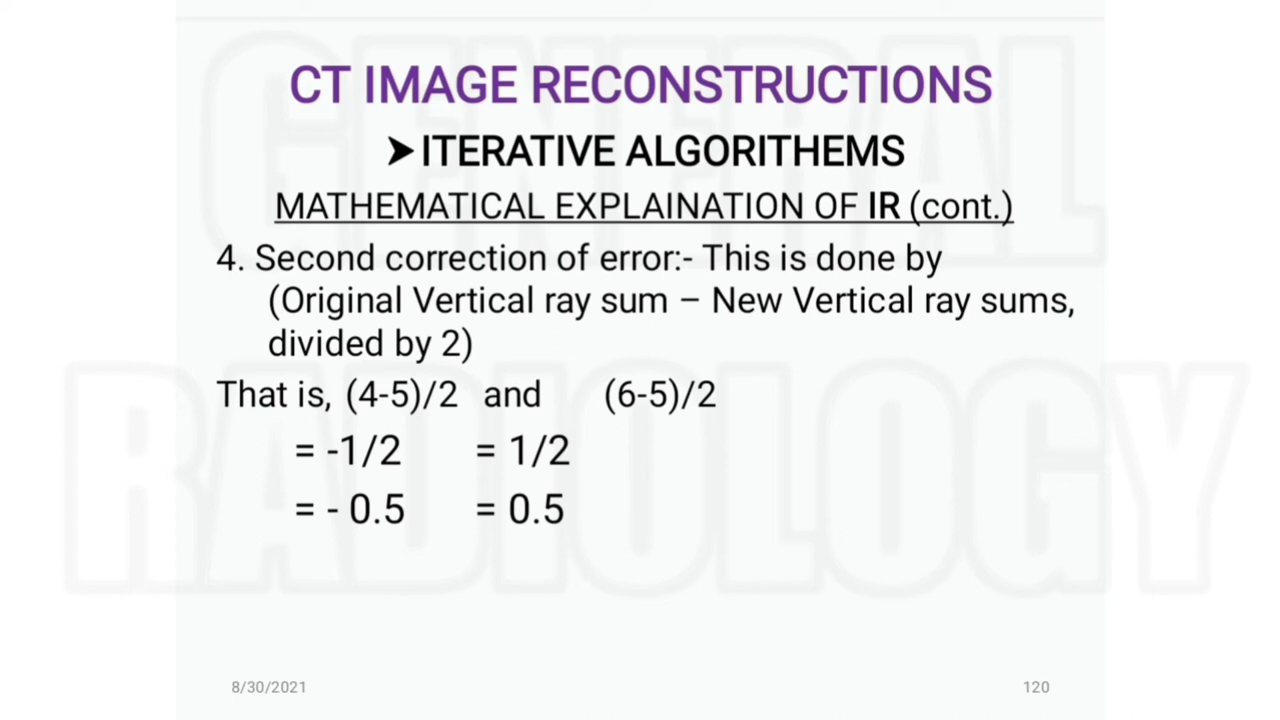 GENERAL
RADIOLOGY
CT IMAGE RECONSTRUCTIONS
➤ITERATIVE ALGORITHEMS
MATHEMATICAL EXPLAINATION OF IR (cont.)
4. Second correction of error:- This is done by
(Original Vertical ray sum – New Vertical ray sums,
divided by 2)
That is, (4-5)/2 and (6-5)/2
= -1/2 = 1/2
= - 0.5 = 0.5
8/30/2021 120